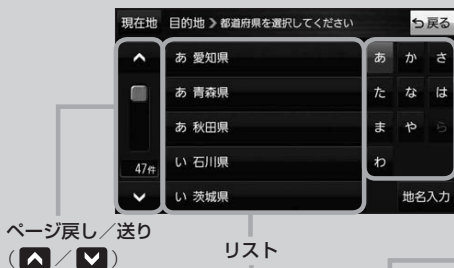 現在地 目的地 > 都道府県を選択してください 戻る
あ 愛知県 あ か さ
あ 青森県 た な は
あ 秋田県 ま や ら
47件 い 石川県 わ
い 茨城県 地名入力
ページ戻し／送り
リスト
( ／ )